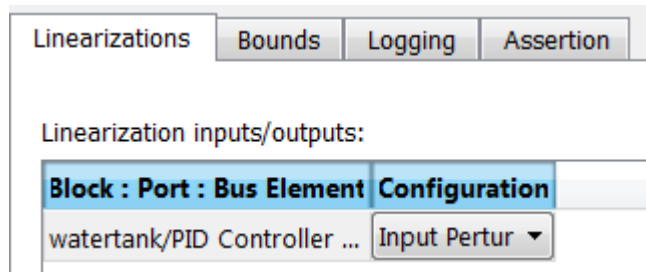 Linearizations Bounds Logging Assertion
Linearization inputs/outputs:
Block : Port : Bus Element Configuration
watertank/PID Controller ... Input Pertur